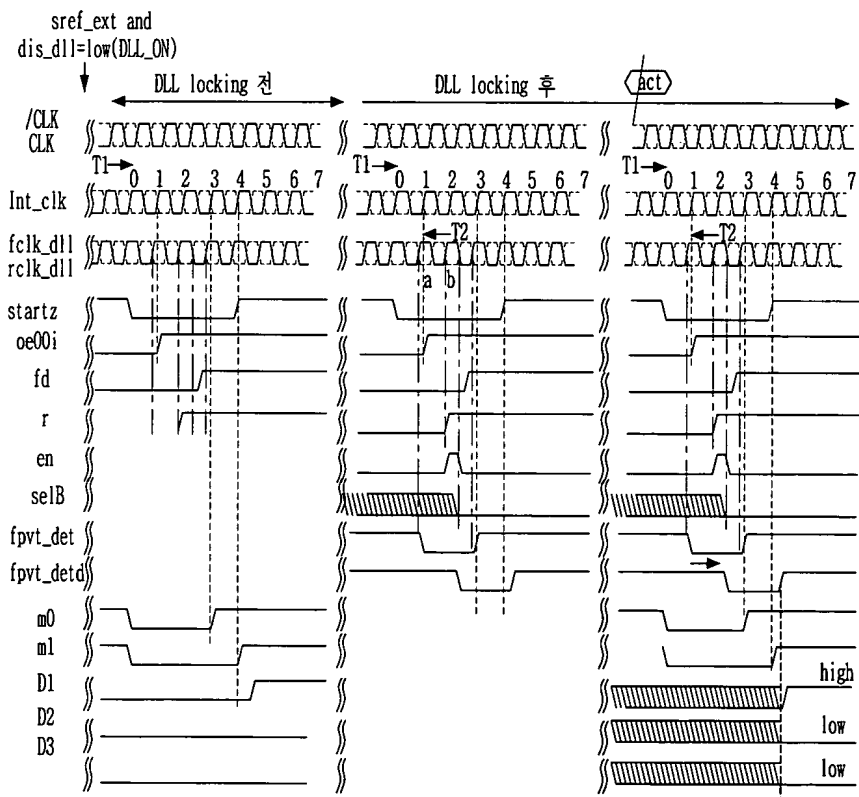 sref_ext and
dis_dll=low(DLL_ON)
DLL locking 전
DLL locking 후
act
/CLK
CLK
T1
T1
T1
0 1 2 3 4 5 6 7
0 1 2 3 4 5 6 7
0 1 2 3 4 5 6 7
Int_clk
T2
T2
fclk_dll
rclk_dll
a b
startz
oe00i
fd
r
en
selB
fpvt_det
fpvt_detd
m0
m1
high
D1
D2
low
D3
low